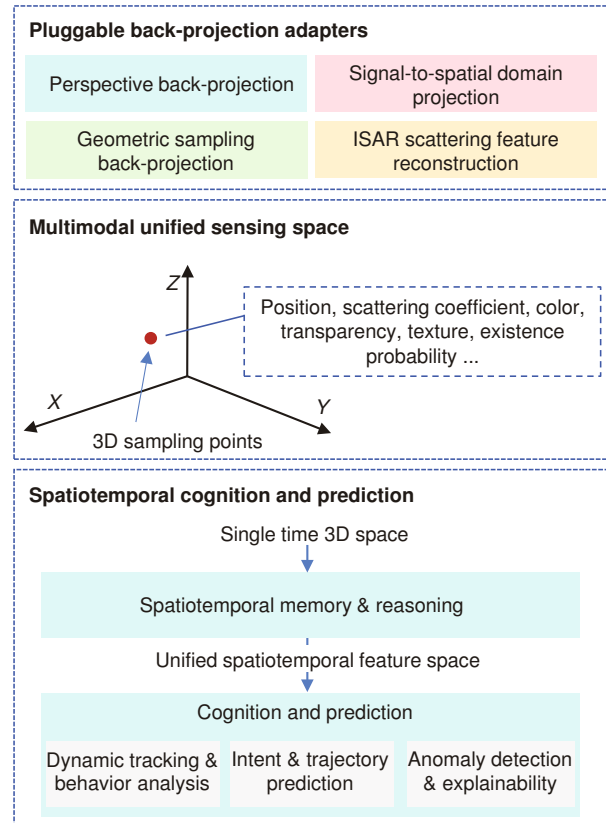 Pluggable back-projection adapters
Perspective back-projection
Signal-to-spatial domain
projection
Geometric sampling
back-projection
ISAR scattering feature
reconstruction
Multimodal unified sensing space
Z
Position, scattering coefficient, color,
transparency, texture, existence
probability ...
X
Y
3D sampling points
Spatiotemporal cognition and prediction
Single time 3D space
Spatiotemporal memory & reasoning
Unified spatiotemporal feature space
Cognition and prediction
Dynamic tracking &
behavior analysis
Intent & trajectory
prediction
Anomaly detection
& explainability